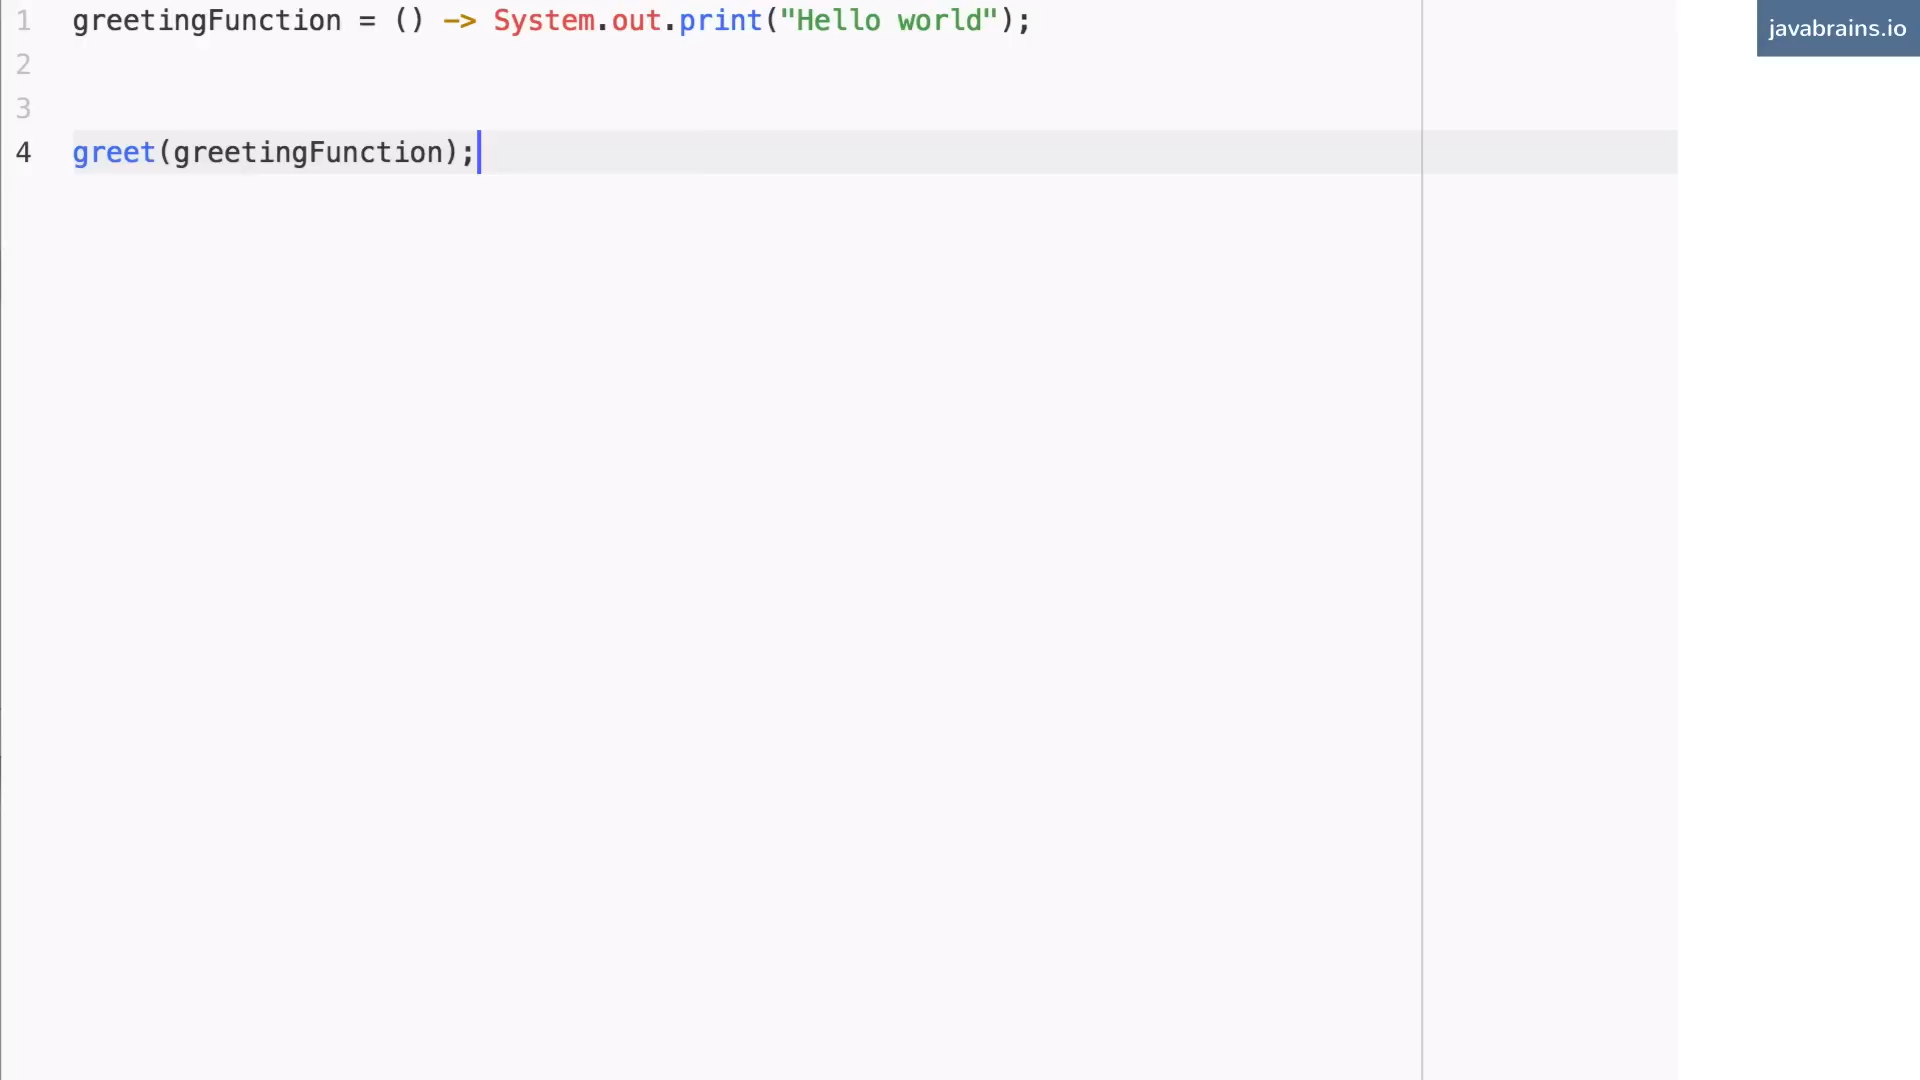 1 greetingFunction = () -> System.out.print("Hello world");
javabrains.io
2
3
4 greet(greetingFunction);